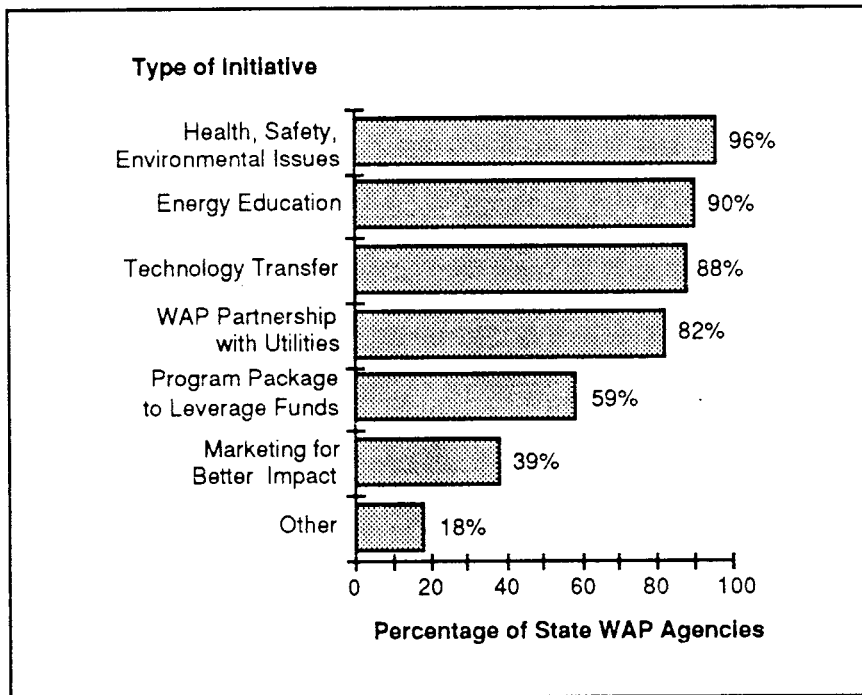 Type of Initiative
Health, Safety,
Environmental Issues
96%
Energy Education
90%
Technology Transfer
88%
WAP Partnership
with Utilities
82%
Program Package
to Leverage Funds
59%
Marketing for
Better Impact
39%
Other
18%
0 20 40 60 80 100
Percentage of State WAP Agencies